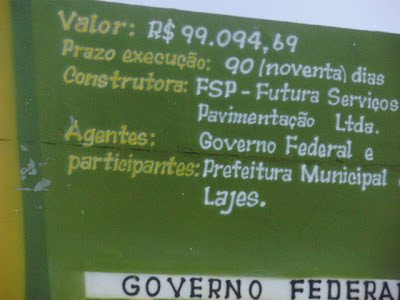 Valor: R$ 99.094,69
Prazo execução: 90 (noventa) dias
Construtora: FSP - Futura Serviços
Pavimentação Ltda.
Agentes: Governo Federal e
participantes: Prefeitura Municipal
Lajes.
GOVERNO FEDERA